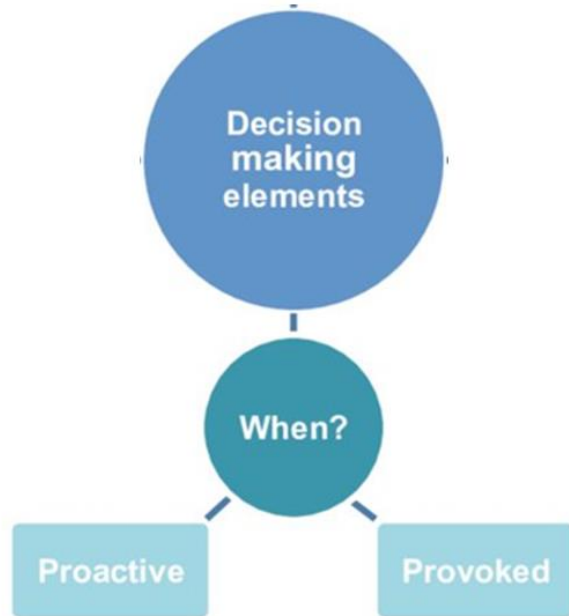 Decision
making
elements
When?
Proactive
Provoked